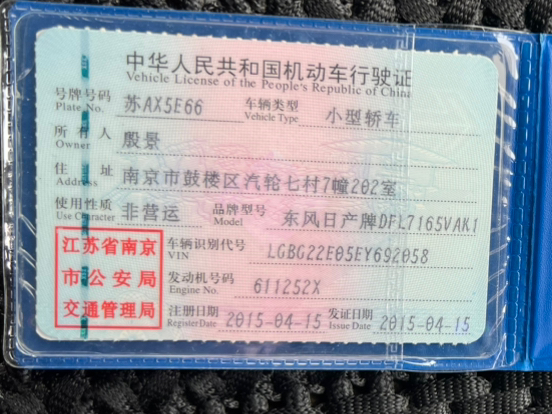 中华人民共和国机动车行驶证
Vehicle License of the People's Republic of China
号牌号码 Plate No. 苏AX5E66 车辆类型 Vehicle Type 小型轿车
所有人 Owner 殷景
住址 Address 南京市鼓楼区汽轮七村7幢202室
使用性质 Use Character 非营运 品牌型号 Model 东风日产牌DFL7165VAK1
江苏省南京市公安局交通管理局
车辆识别代号 VIN LGBG22E05EY692058
发动机号码 Engine No. 611252X
注册日期 Register Date 2015-04-15 发证日期 Issue Date 2015-04-15